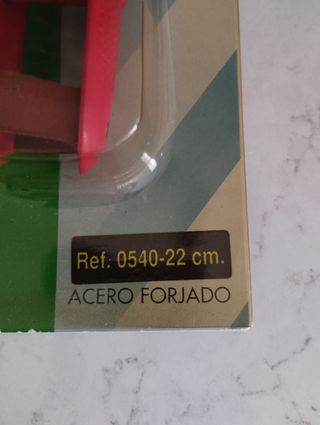 Ref: 0540-22 cm.
ACERO FORJADO